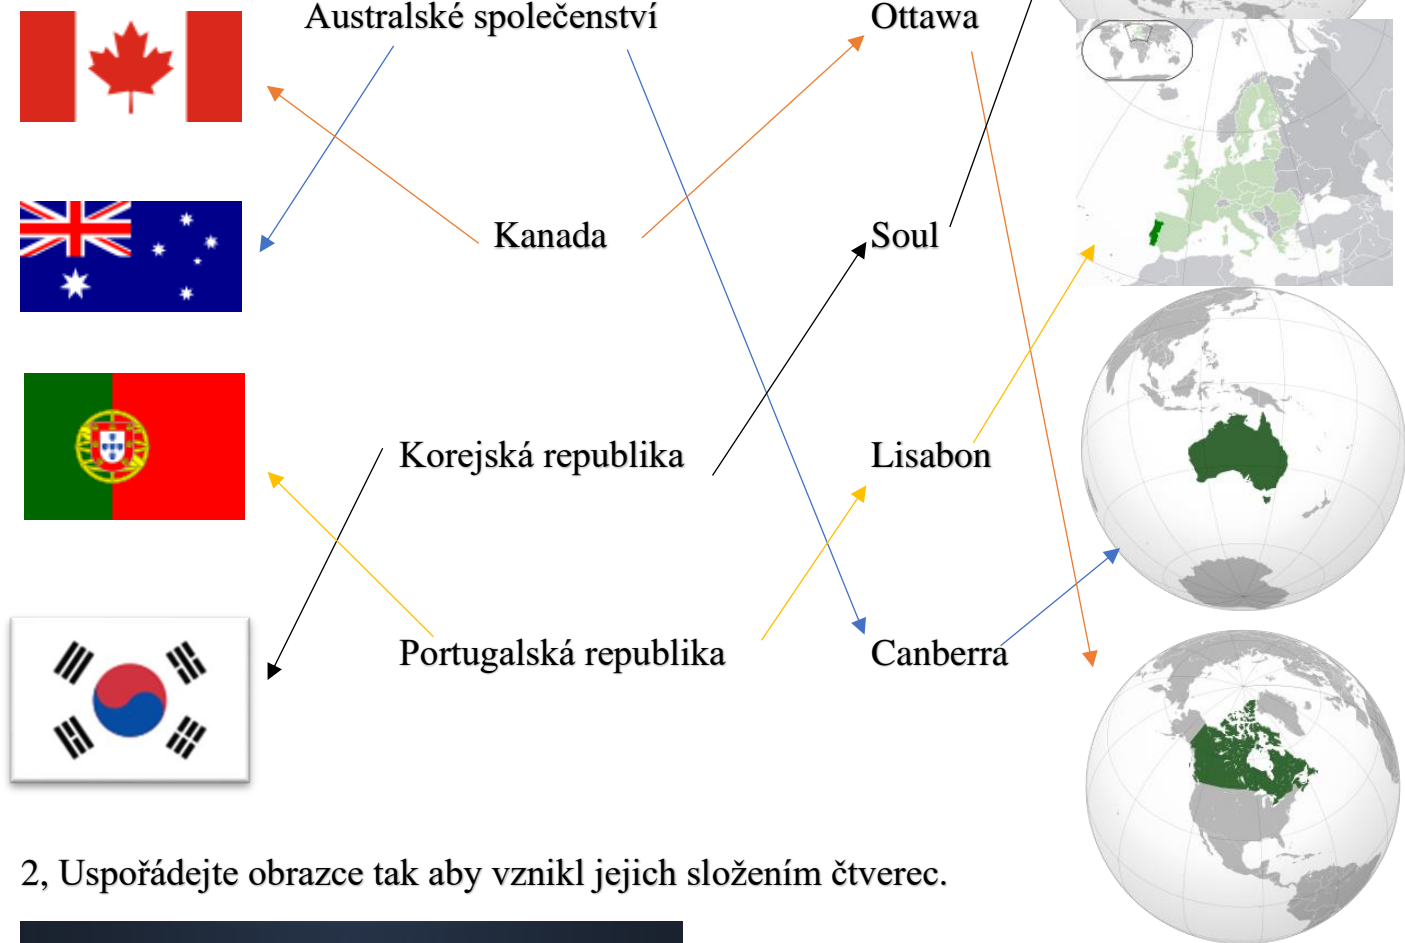 Australské společenství Ottawa
Kanada Soul
Korejská republika Lisabon
Portugalská republika Canberra
2, Uspořádejte obrazce tak aby vznikl jejich složením čtverec.